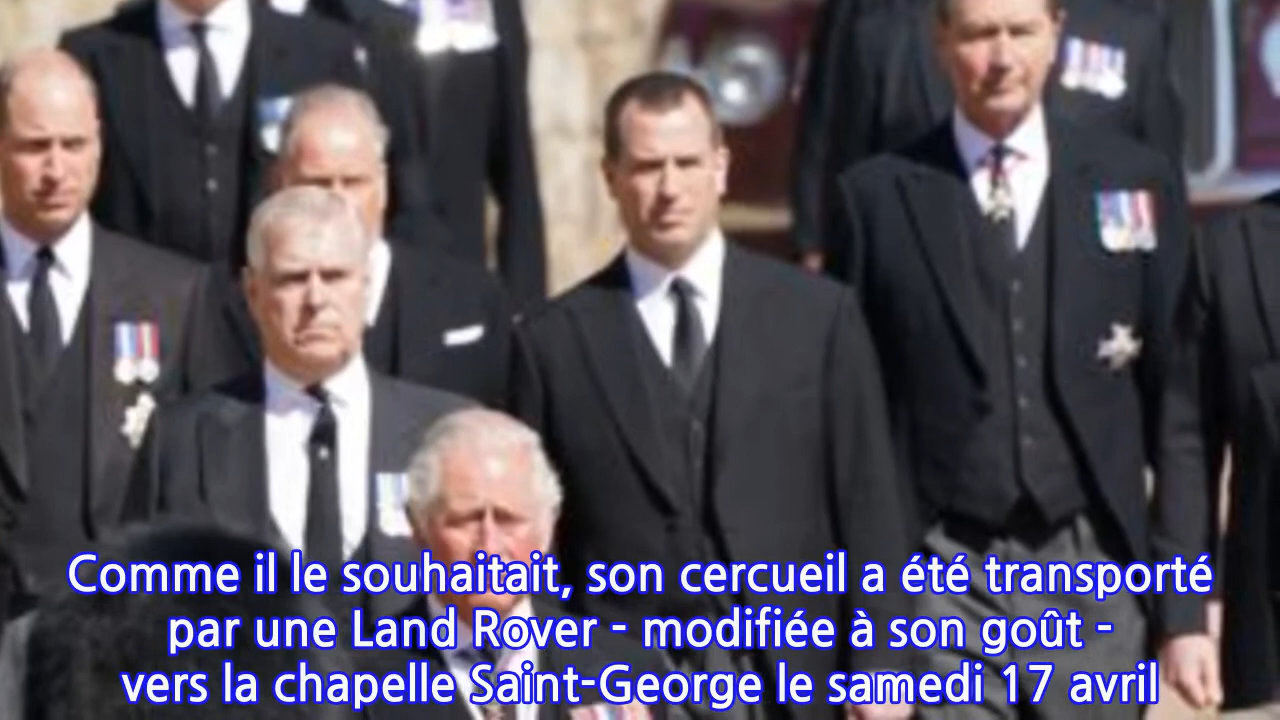 Comme il le souhaitait, son cercueil a été transporté
par une Land Rover - modifiée à son goût -
vers la chapelle Saint-George le samedi 17 avril